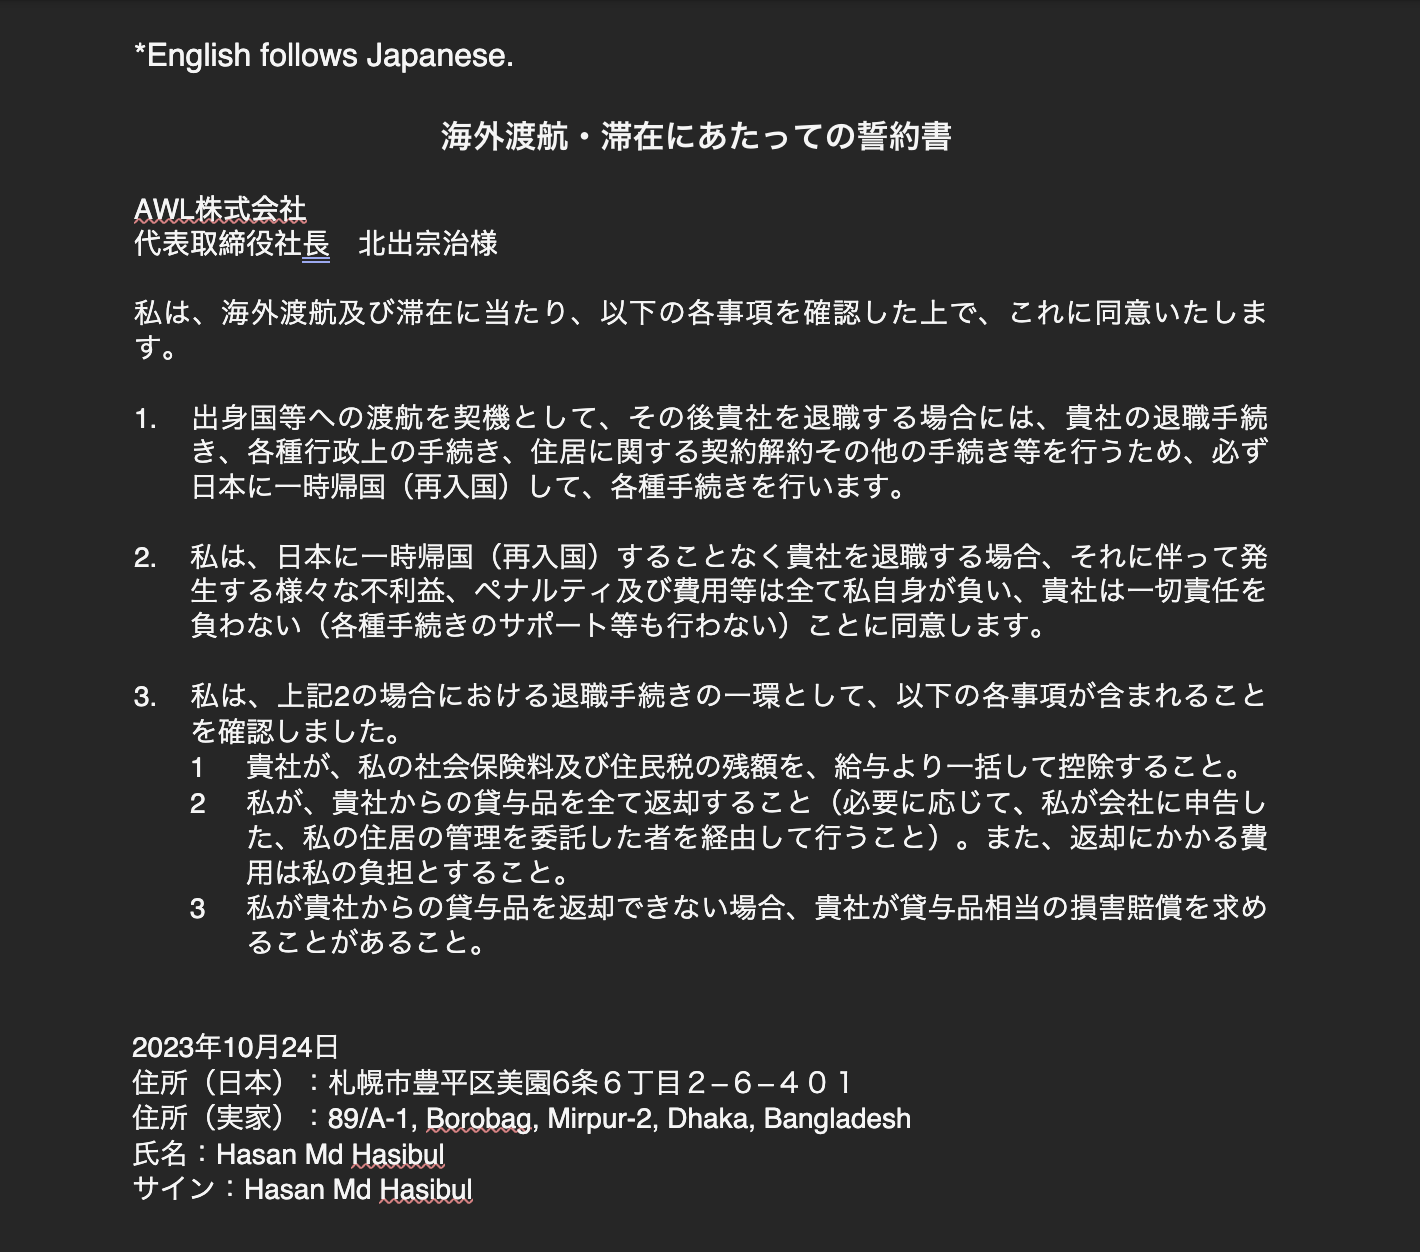 *English follows Japanese.
海外渡航・滞在にあたっての誓約書
AWL株式会社
代表取締役社長　北出宗治様
私は、海外渡航及び滞在に当たり、以下の各事項を確認した上で、これに同意いたしま
す。
1. 出身国等への渡航を契機として、その後貴社を退職する場合には、貴社の退職手続
き、各種行政上の手続き、住居に関する契約解約その他の手続き等を行うため、必ず
日本に一時帰国（再入国）して、各種手続きを行います。
2. 私は、日本に一時帰国（再入国）することなく貴社を退職する場合、それに伴って発
生する様々な不利益、ペナルティ及び費用等は全て私自身が負い、貴社は一切責任を
負わない（各種手続きのサポート等も行わない）ことに同意します。
3. 私は、上記2の場合における退職手続きの一環として、以下の各事項が含まれること
を確認しました。
1 貴社が、私の社会保険料及び住民税の残額を、給与より一括して控除すること。
2 私が、貴社からの貸与品を全て返却すること（必要に応じて、私が会社に申告し
た、私の住居の管理を委託した者を経由して行うこと）。また、返却にかかる費
用は私の負担とすること。
3 私が貴社からの貸与品を返却できない場合、貴社が貸与品相当の損害賠償を求め
ることがあること。
2023年10月24日
住所（日本）：札幌市豊平区美園6条６丁目２−６−４０１
住所（実家）：89/A-1, Borobag, Mirpur-2, Dhaka, Bangladesh
氏名：Hasan Md Hasibul
サイン：Hasan Md Hasibul